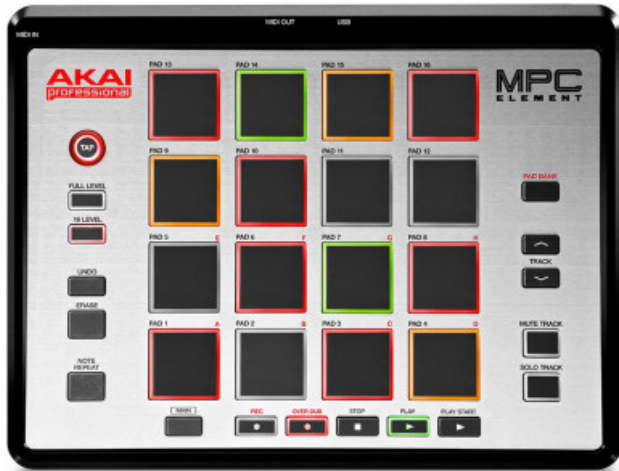 MIDI OUT
USB
MIDI IN
AKAI
professional
MPC
ELEMENT
PAD 13
PAD 14
PAD 15
PAD 16
TAP
PAD 9
PAD 10
PAD 11
PAD 12
FULL LEVEL
16 LEVEL
PAD BANK
PAD 5 E
PAD 6 F
PAD 7 G
PAD 8 H
TRACK
UNDO
ERASE
PAD 1 A
PAD 2 B
PAD 3 C
PAD 4 D
MUTE TRACK
SOLO TRACK
NOTE
REPEAT
MAIN
REC
OVER DUB
STOP
PLAY
PLAY START